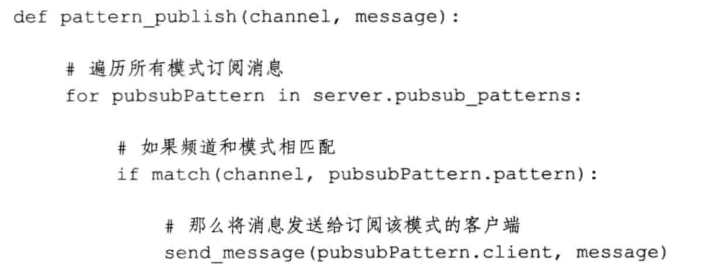 def pattern_publish(channel, message):
# 遍历所有模式订阅消息
for pubsubPattern in server.pubsub_patterns:
# 如果频道和模式相匹配
if match(channel, pubsubPattern.pattern):
# 那么将消息发送给订阅该模式的客户端
send_message(pubsubPattern.client, message)